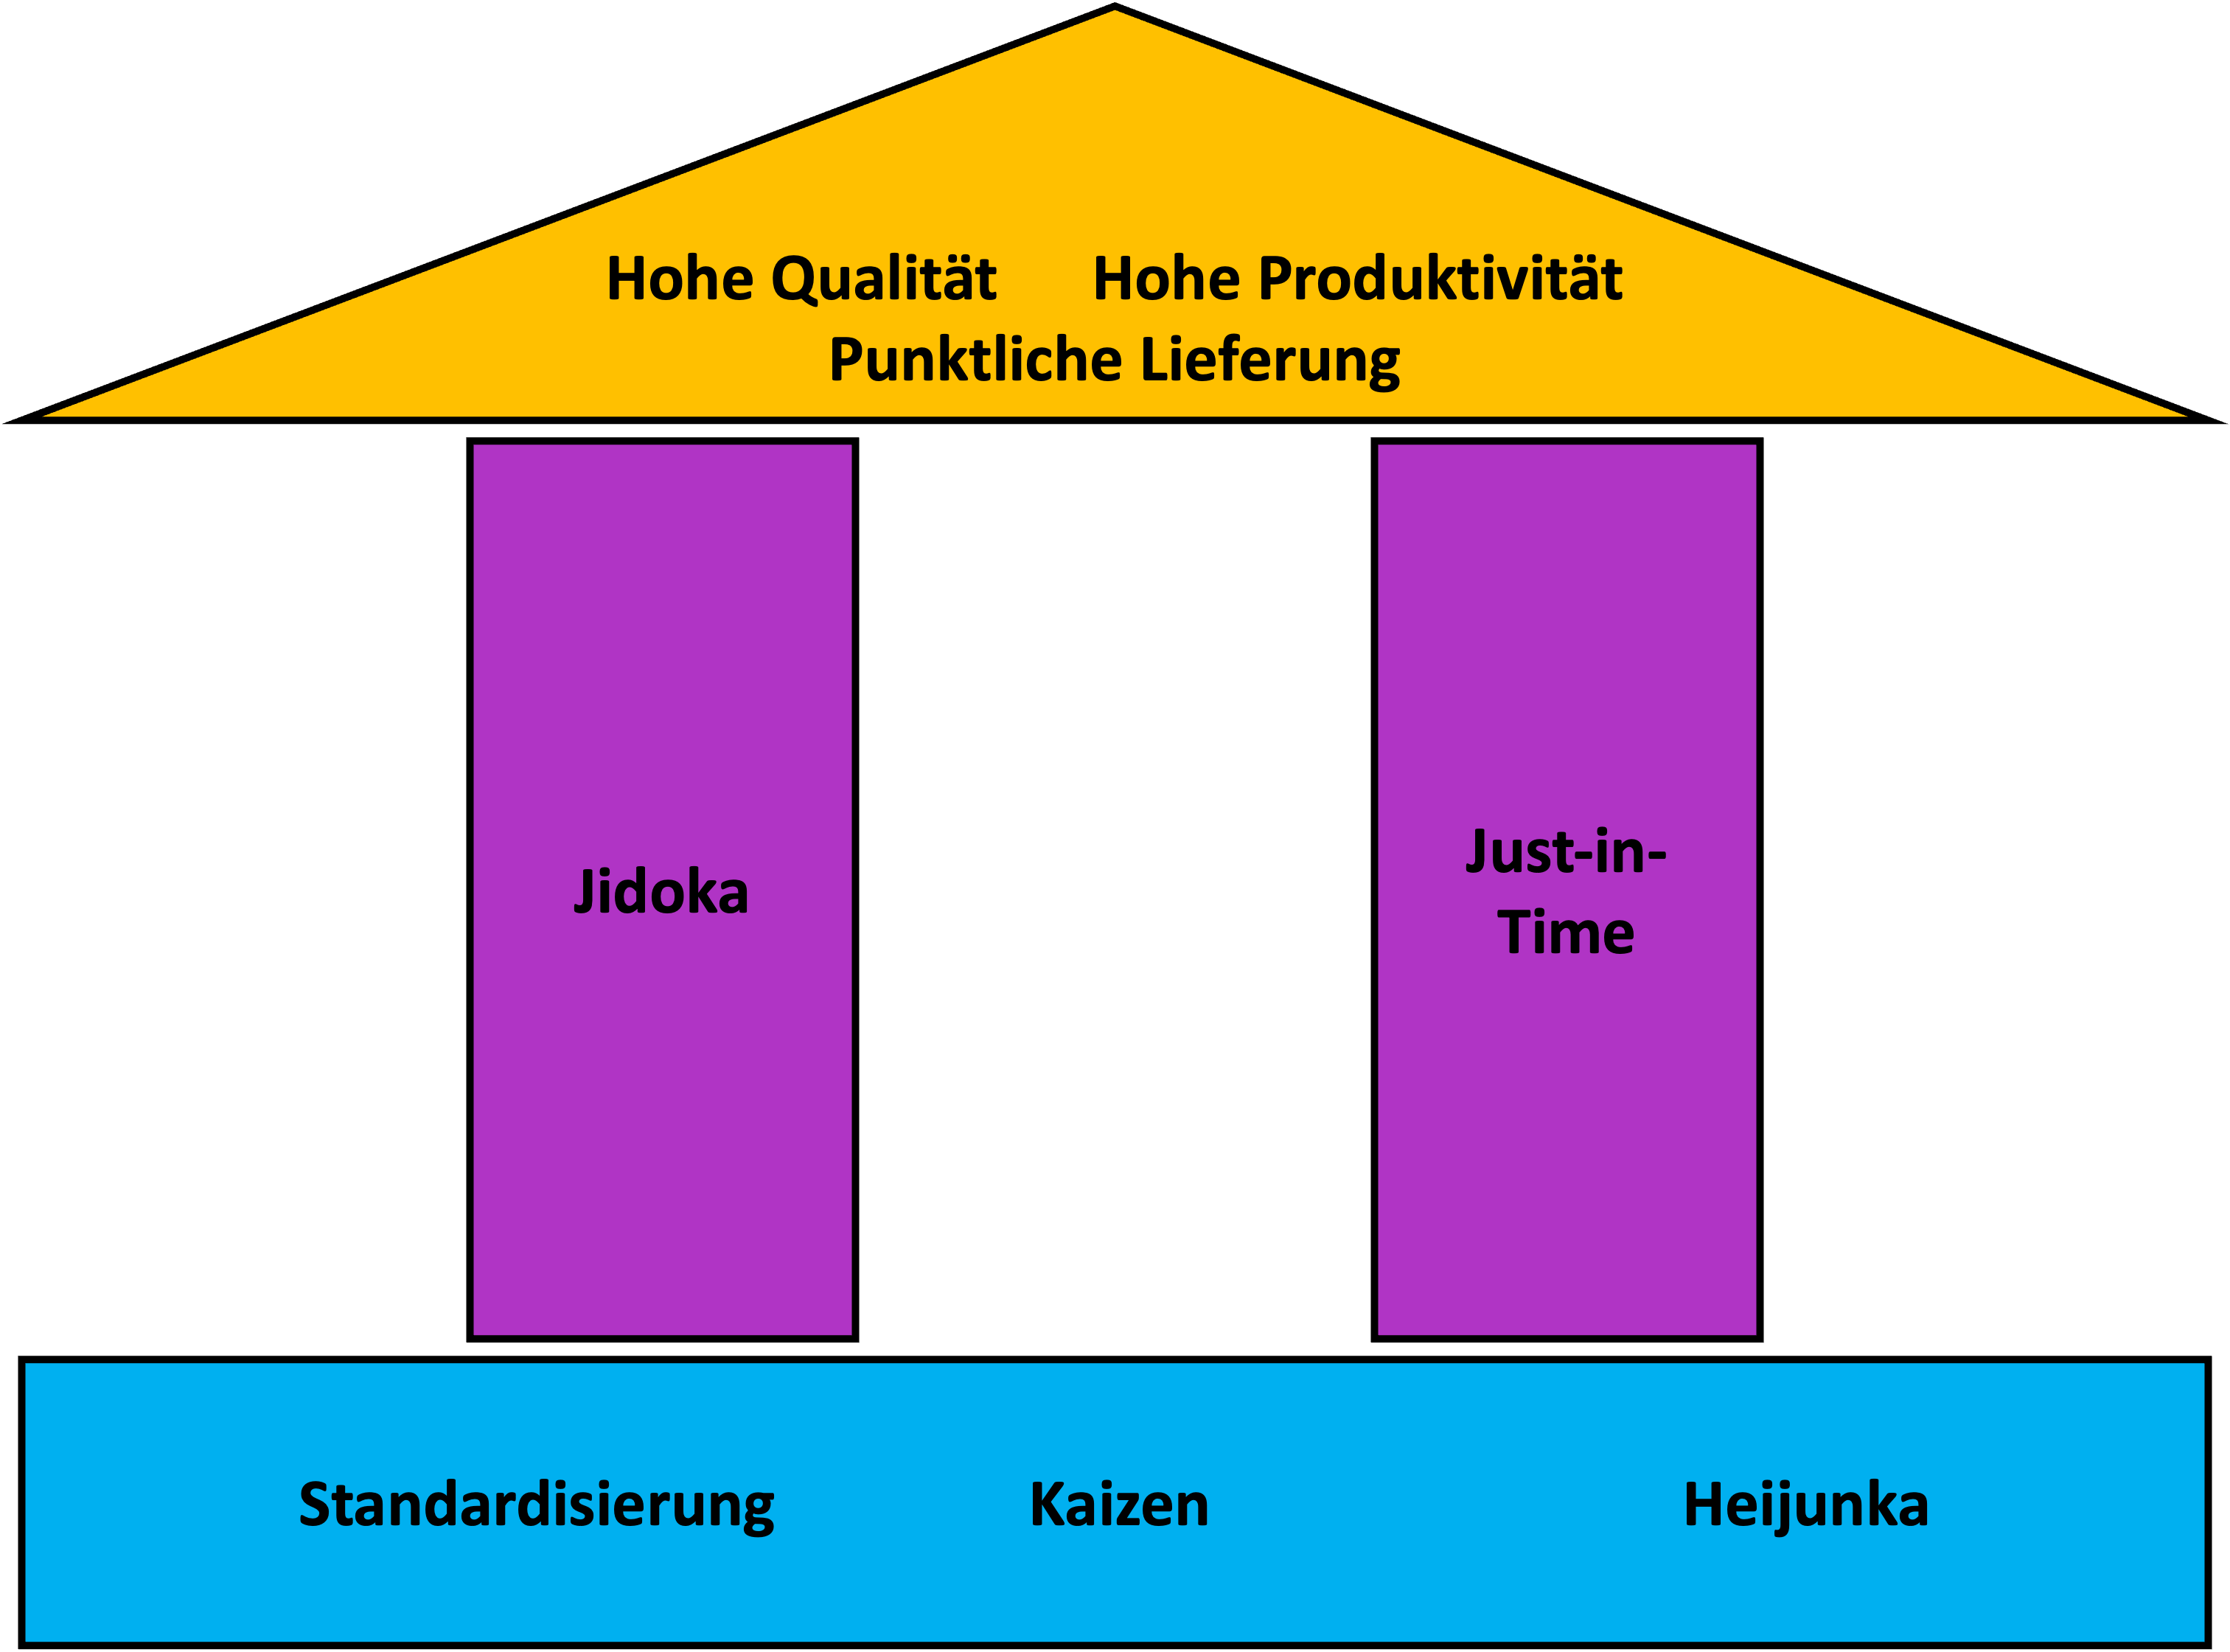 Hohe Qualität Hohe Produktivität
Punktliche Lieferung
Jidoka
Just-in-
Time
Standardisierung Kaizen Heijunka